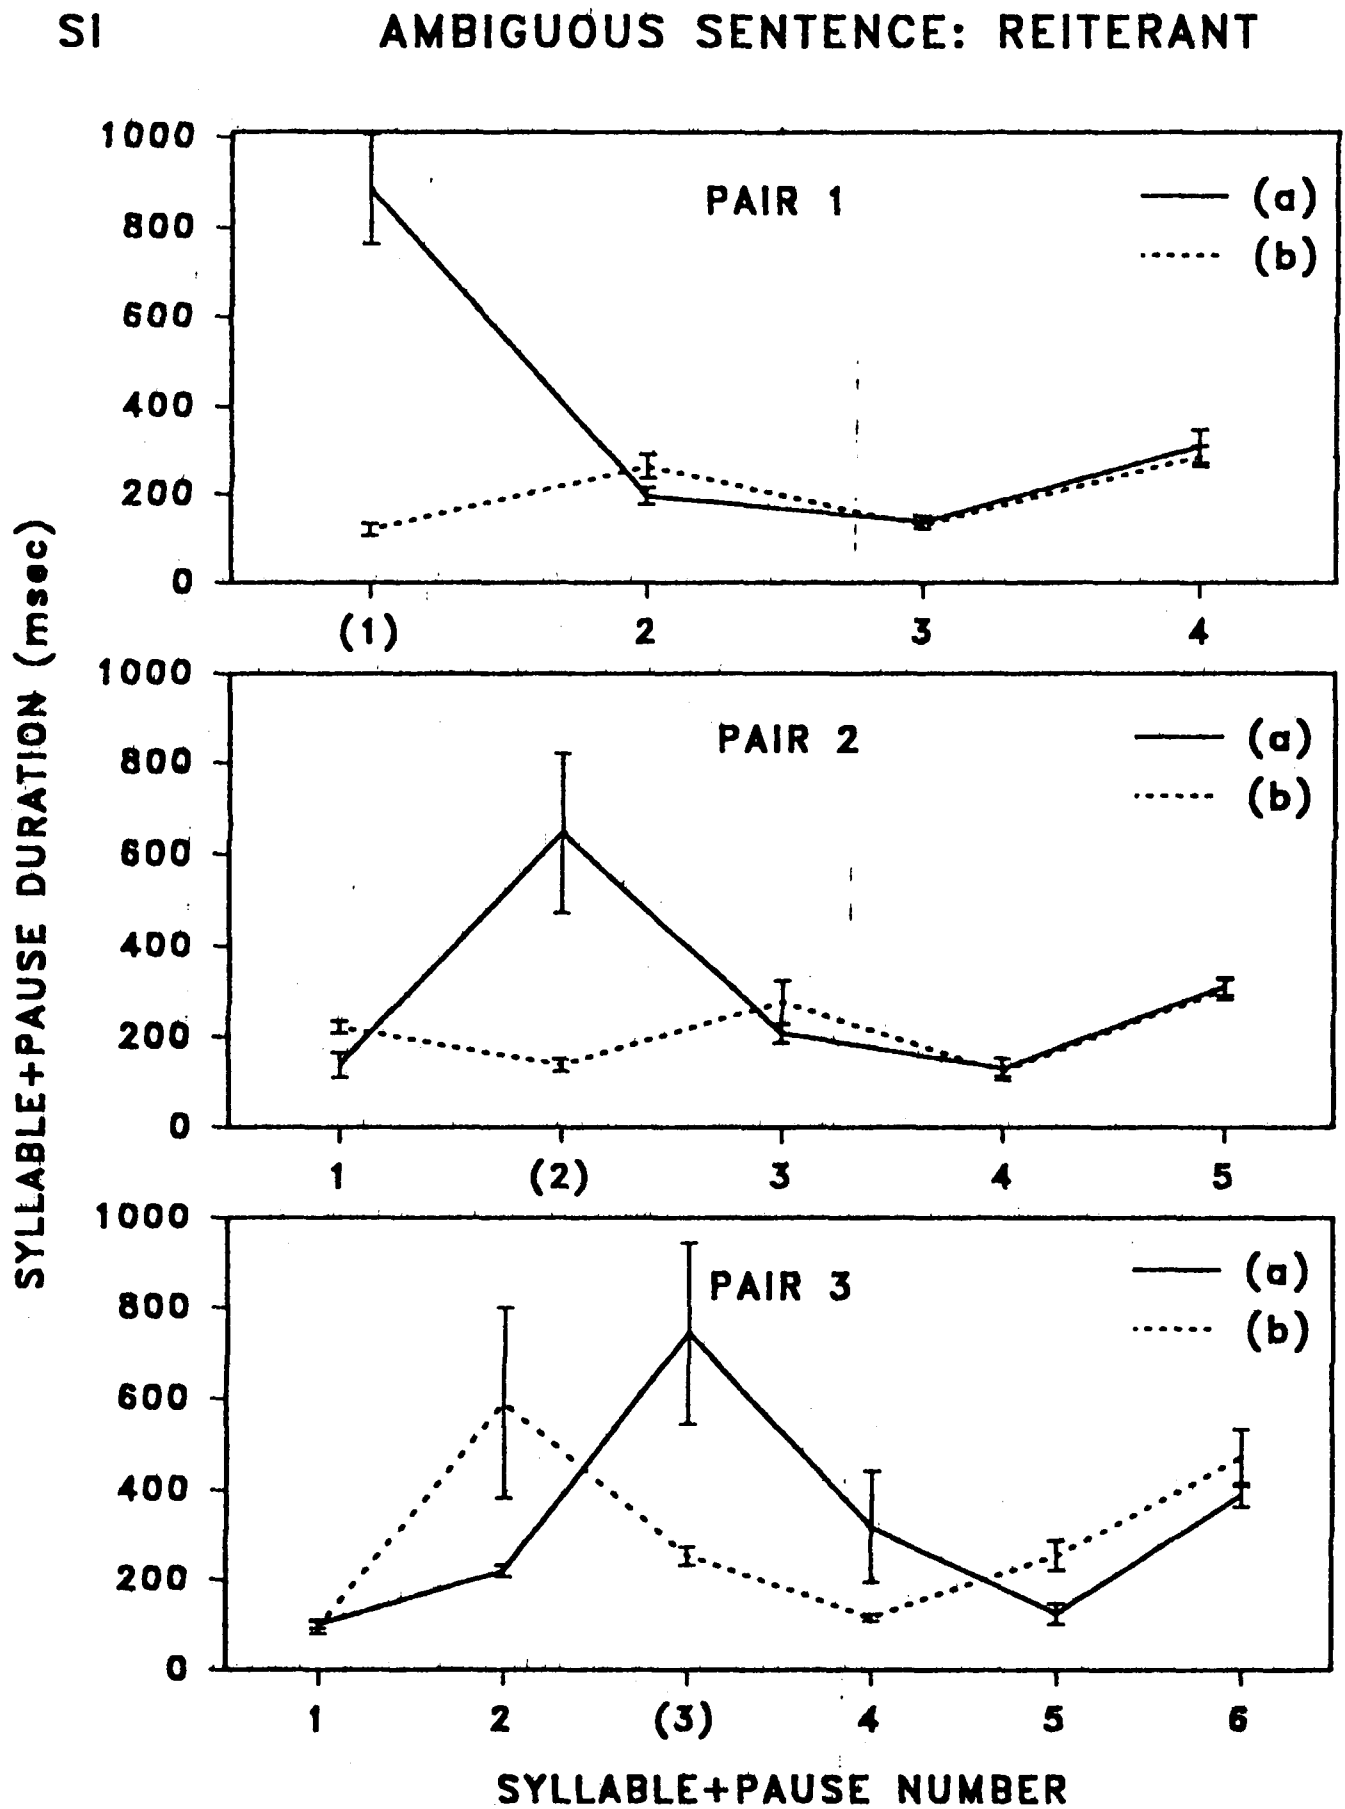 SI AMBIGUOUS SENTENCE: REITERANT
SYLLABLE+PAUSE DURATION (msec)
PAIR 1
(a)
(b)
1000
800
600
400
200
0
(1) 2 3 4
PAIR 2
(a)
(b)
1000
800
600
400
200
0
1 (2) 3 4 5
PAIR 3
(a)
(b)
1000
800
600
400
200
0
1 2 (3) 4 5 6
SYLLABLE+PAUSE NUMBER